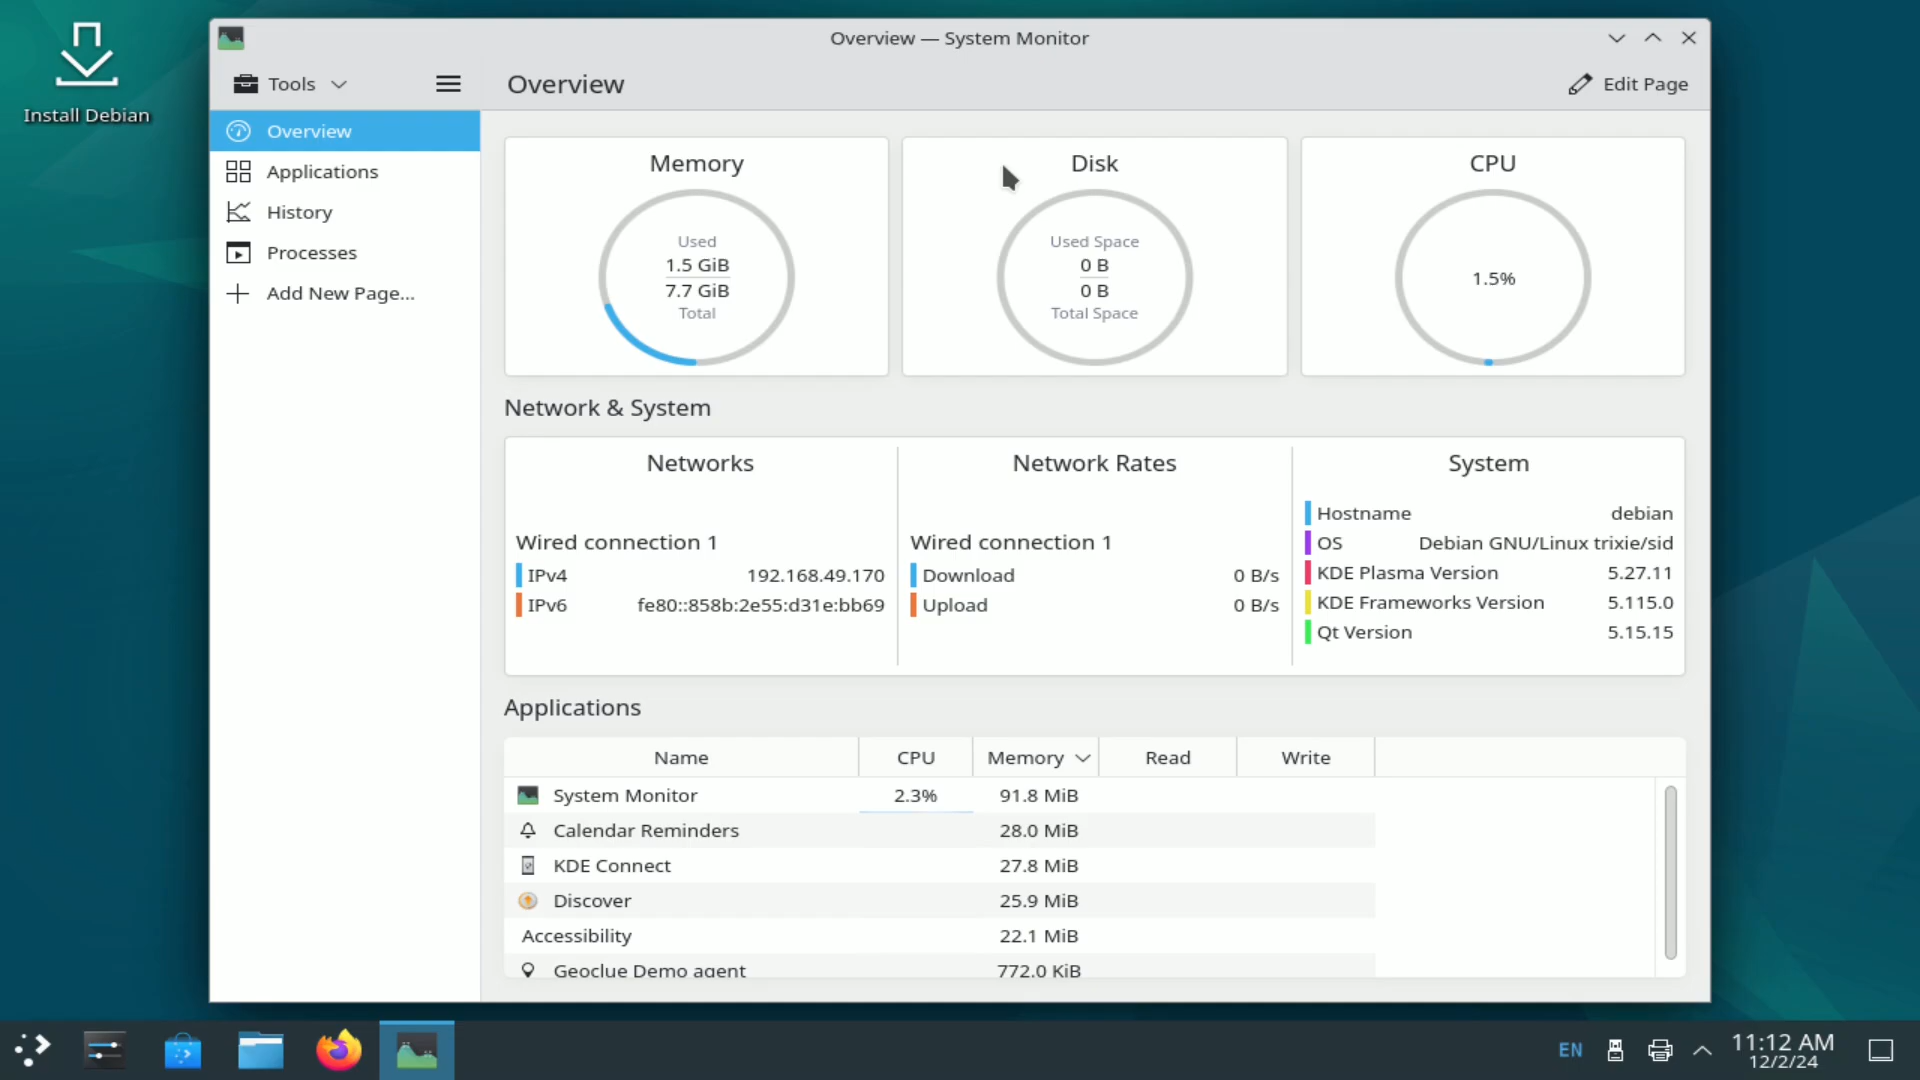 Install Debian
Overview — System Monitor
Tools
Overview
Edit Page
Overview
Applications
History
Processes
Add New Page...
Memory
Used
1.5 GiB
7.7 GiB
Total
Disk
Used Space
0 B
0 B
Total Space
CPU
1.5%
Network & System
Networks
Wired connection 1
IPv4 192.168.49.170
IPv6 fe80::858b:2e55:d31e:bb69
Network Rates
Wired connection 1
Download 0 B/s
Upload 0 B/s
System
Hostname debian
OS Debian GNU/Linux trixie/sid
KDE Plasma Version 5.27.11
KDE Frameworks Version 5.115.0
Qt Version 5.15.15
Applications
Name CPU Memory Read Write
System Monitor 2.3% 91.8 MiB
Calendar Reminders 28.0 MiB
KDE Connect 27.8 MiB
Discover 25.9 MiB
Accessibility 22.1 MiB
Geoclue Demo agent 772.0 KiB
EN
11:12 AM
12/2/24